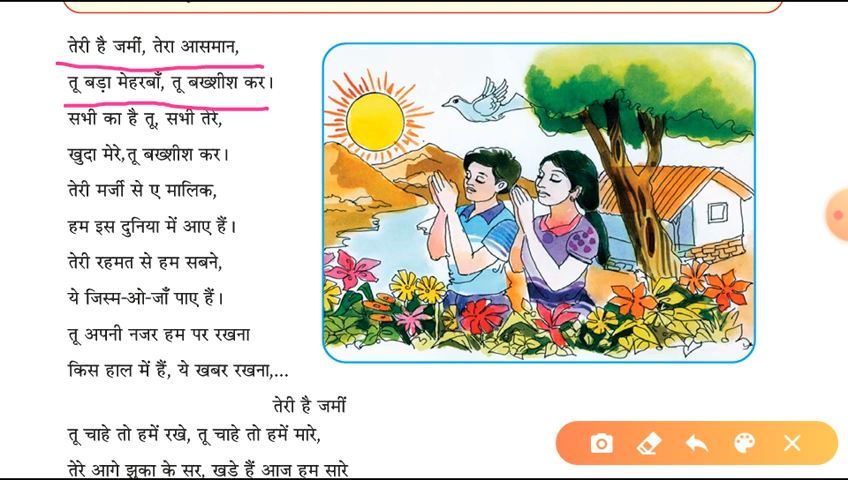 तेरी है जमीं, तेरा आसमान,
तू बड़ा मेहरबाँ, तू बख्शीश कर।
सभी का है तू, सभी तेरे,
खुदा मेरे,तू बख्शीश कर।
तेरी मर्जी से ए मालिक,
हम इस दुनिया में आए हैं।
तेरी रहमत से हम सबने,
ये जिस्म-ओ-जाँ पाए हैं।
तू अपनी नजर हम पर रखना
किस हाल में हैं, ये खबर रखना,...
तेरी है जमीं
तू चाहे तो हमें रखे, तू चाहे तो हमें मारे,
तेरे आगे झुका के सर, खडे हैं आज हम सारे